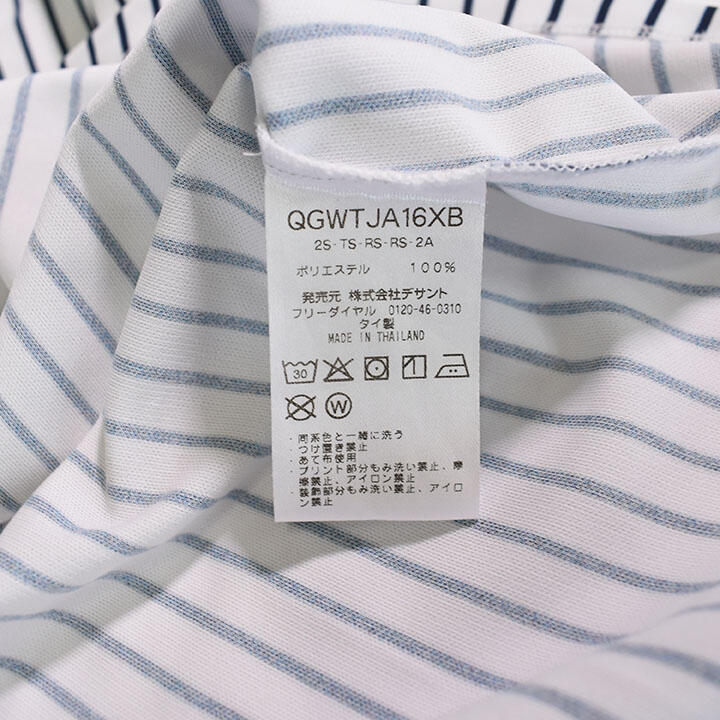 QGWTJA16XB
2S-TS-RS-RS-2A
ポリエステル 100%
発売元 株式会社デサント
フリーダイヤル 0120-46-0310
タイ製
MADE IN THAILAND
30
W
・同系色と一緒に洗う
・つけ置き禁止
・あて布使用
・プリント部分もみ洗い禁止、摩
擦禁止、アイロン禁止
・装飾部分もみ洗い禁止、アイロ
ン禁止